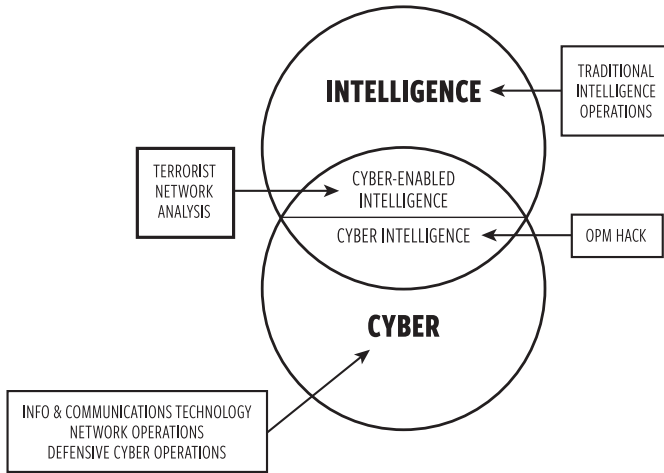 INTELLIGENCE
TRADITIONAL
INTELLIGENCE
OPERATIONS
TERRORIST
NETWORK
ANALYSIS
CYBER-ENABLED
INTELLIGENCE
CYBER INTELLIGENCE
OPM HACK
CYBER
INFO & COMMUNICATIONS TECHNOLOGY
NETWORK OPERATIONS
DEFENSIVE CYBER OPERATIONS